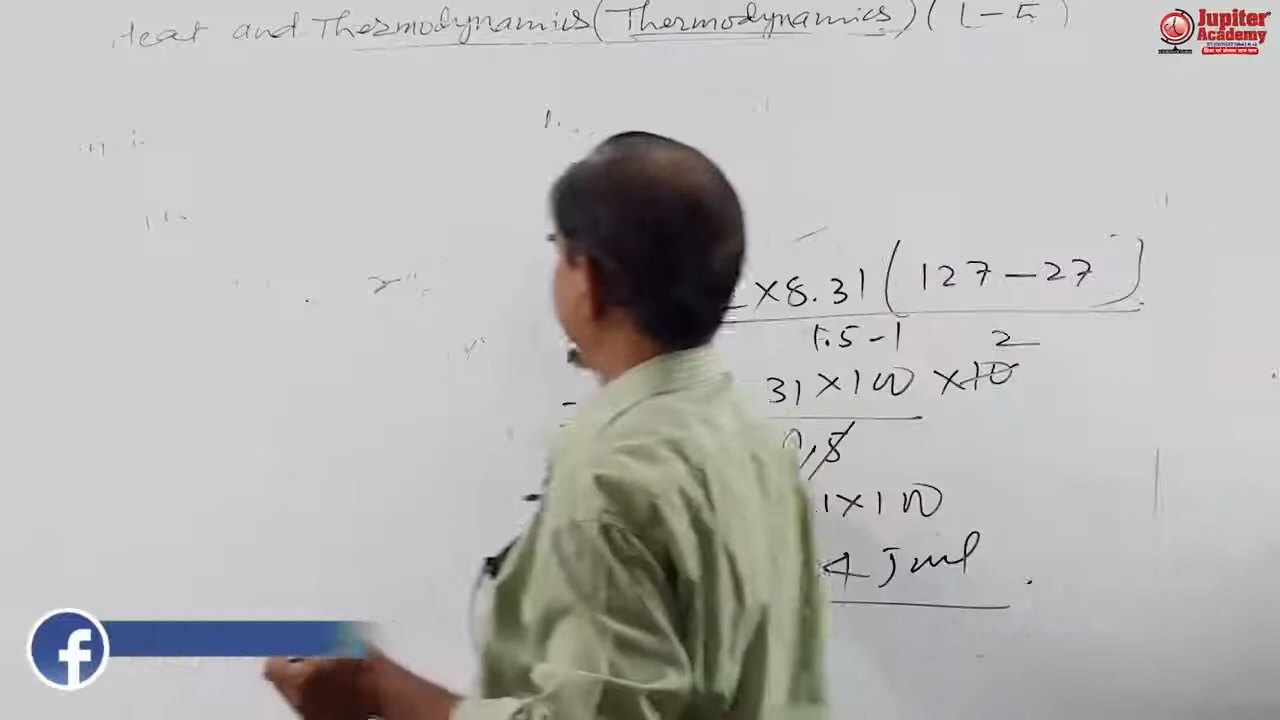 Heat and Thermodynamics (Thermodynamics) (L-5)
Jupiter
Academy
×8.31 (127-27)
1.5-1 2
31×100 ×10
0.5
1×100
4 Joul
f